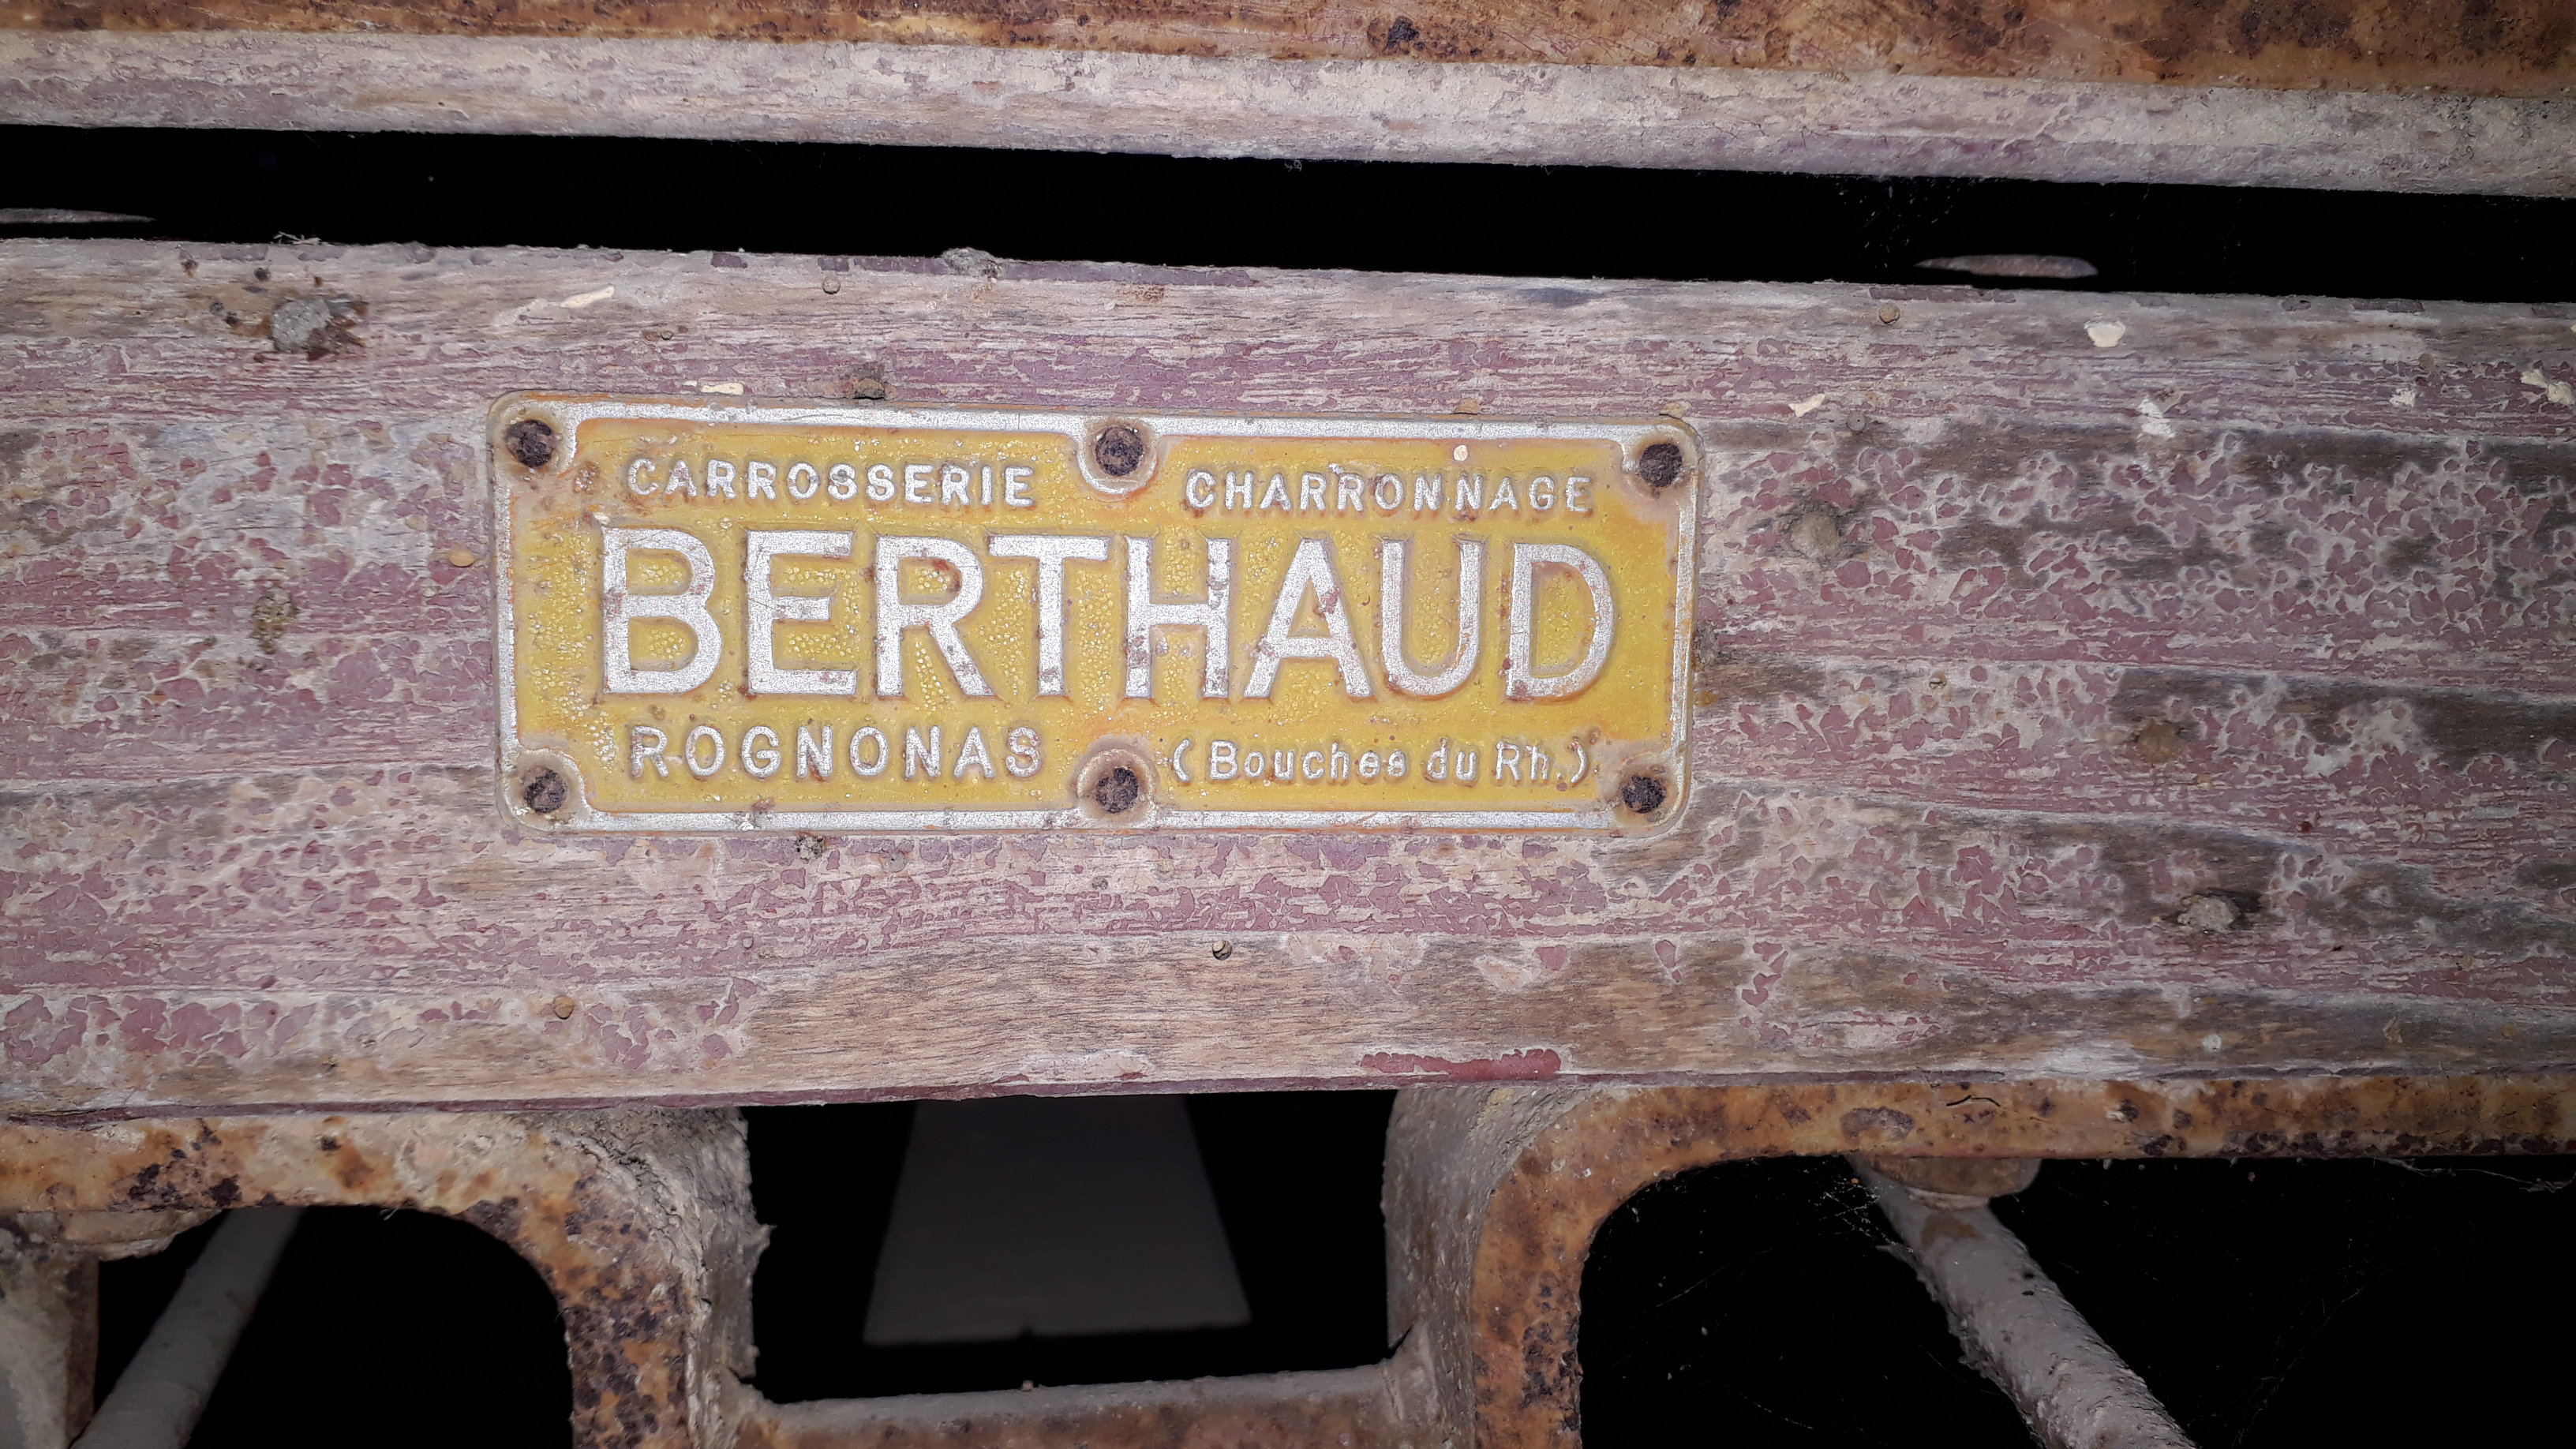 CARROSSERIE CHARRONNAGE
BERTHAUD
ROGNONAS (Bouches du Rh.)